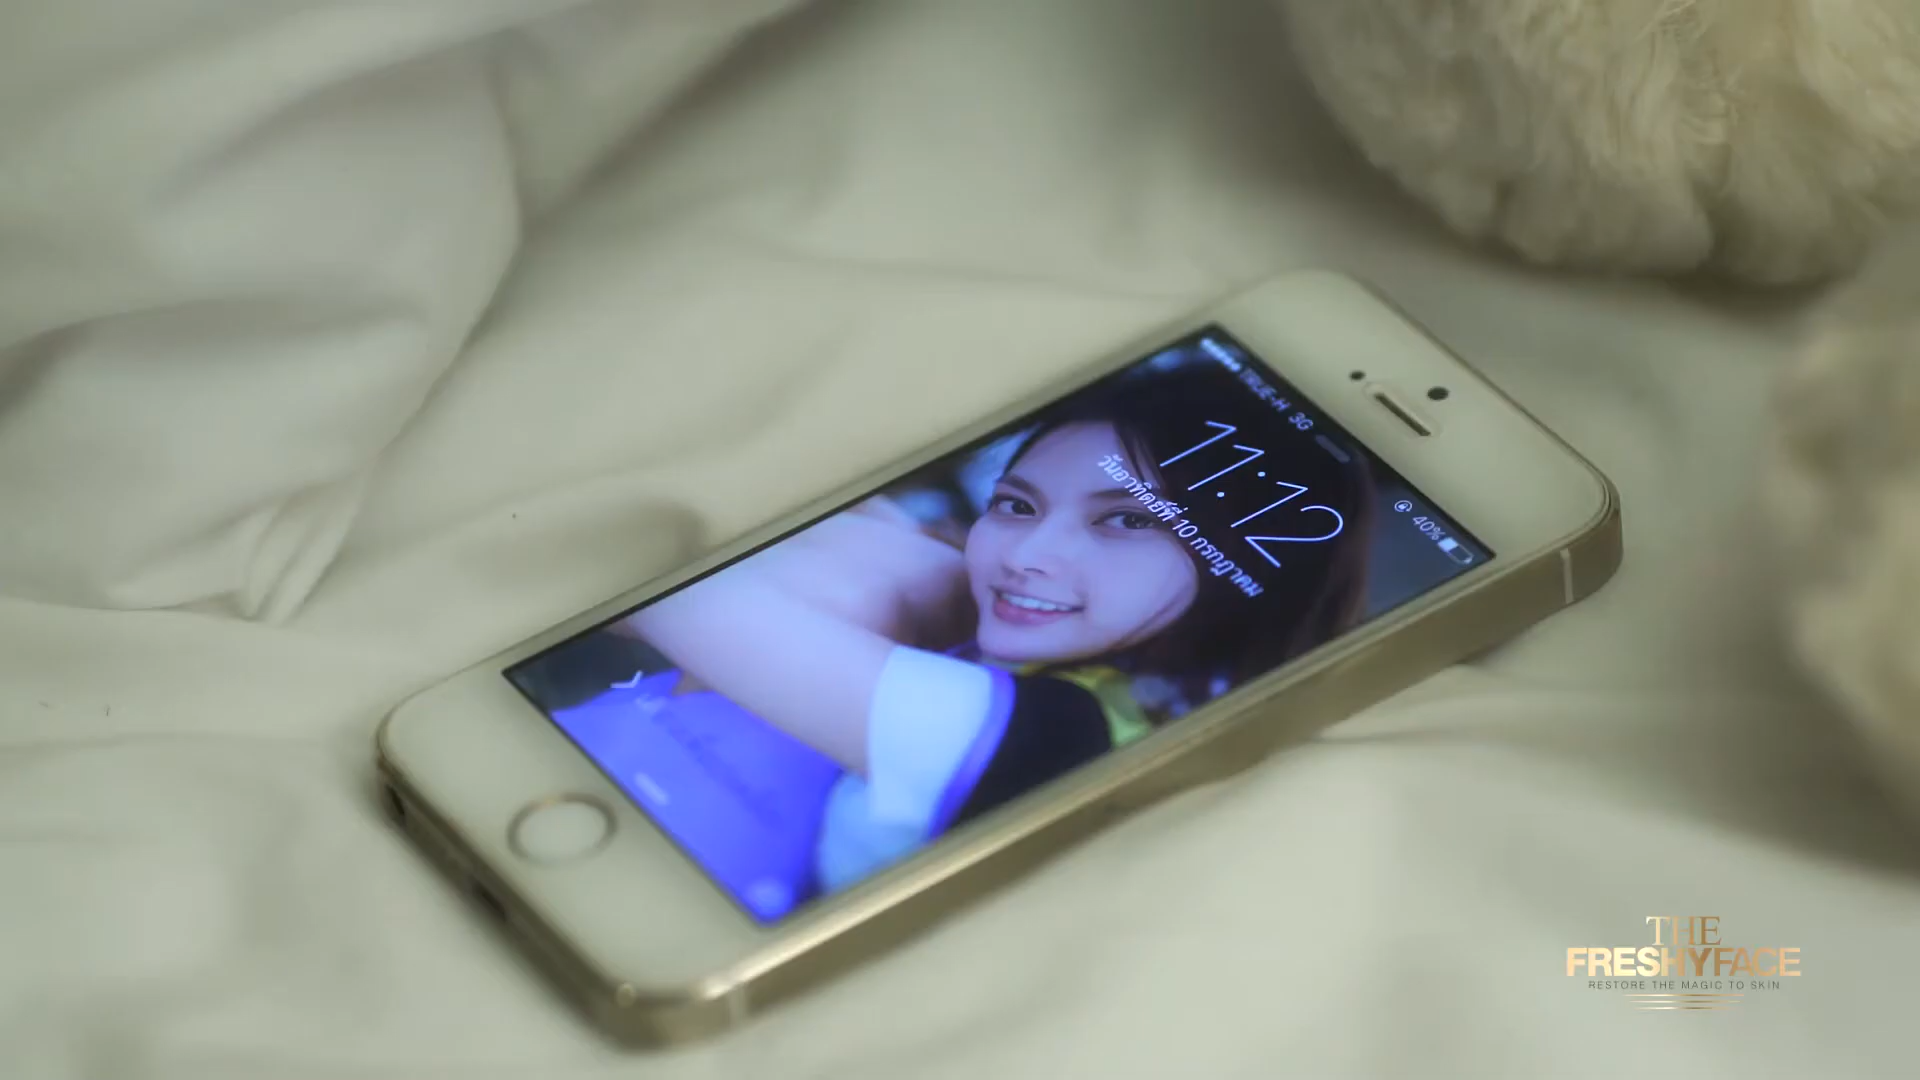 TRUE-H 3G
40%
11:12
วันอาทิตย์ที่ 10 กรกฎาคม
THE
FRESHYFACE
RESTORE THE MAGIC TO SKIN